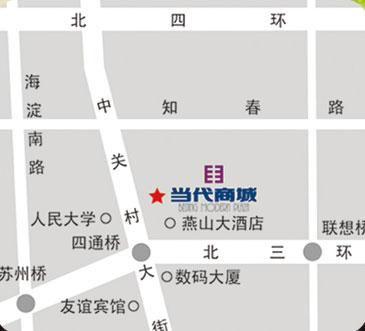 北四环
海淀南路
中关村大街
知春路
当代商城
BEIJING MODERN PLAZA
人民大学
燕山大酒店
四通桥
联想桥
北三环
苏州桥
数码大厦
友谊宾馆